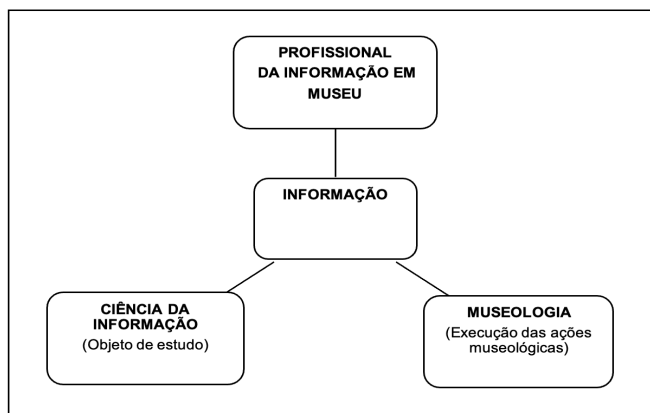 PROFISSIONAL
DA INFORMAÇÃO EM
MUSEU
INFORMAÇÃO
CIÊNCIA DA
INFORMAÇÃO
(Objeto de estudo)
MUSEOLOGIA
(Execução das ações
museológicas)